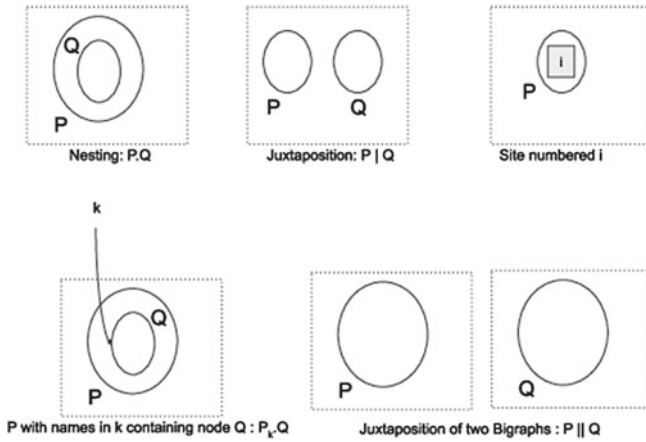 Q
P
Nesting: P.Q
P
Q
Juxtaposition: P | Q
i
P
Site numbered i
k
Q
P
P with names in k containing node Q : Pk.Q
P
Q
Juxtaposition of two Bigraphs : P || Q